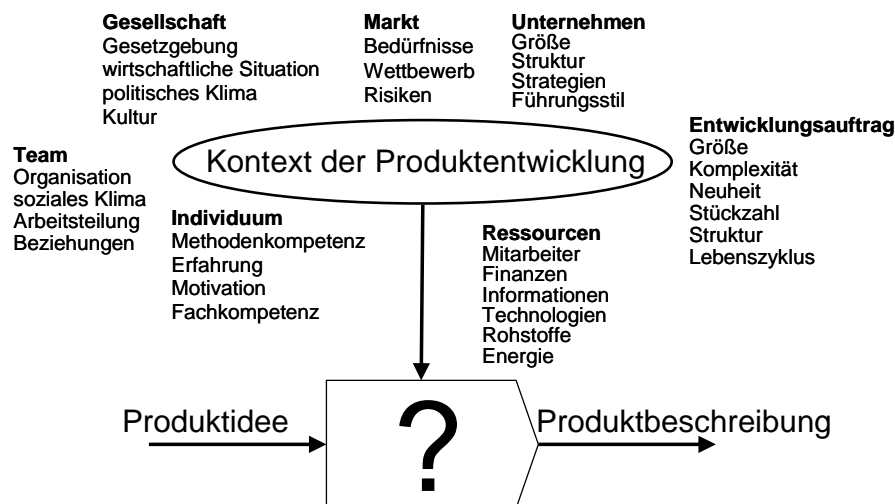 Gesellschaft
Gesetzgebung
wirtschaftliche Situation
politisches Klima
Kultur
Markt
Bedürfnisse
Wettbewerb
Risiken
Unternehmen
Größe
Struktur
Strategien
Führungsstil
Entwicklungsauftrag
Größe
Komplexität
Neuheit
Stückzahl
Struktur
Lebenszyklus
Team
Organisation
soziales Klima
Arbeitsteilung
Beziehungen
Kontext der Produktentwicklung
Individuum
Methodenkompetenz
Erfahrung
Motivation
Fachkompetenz
Ressourcen
Mitarbeiter
Finanzen
Informationen
Technologien
Rohstoffe
Energie
Produktidee
?
Produktbeschreibung